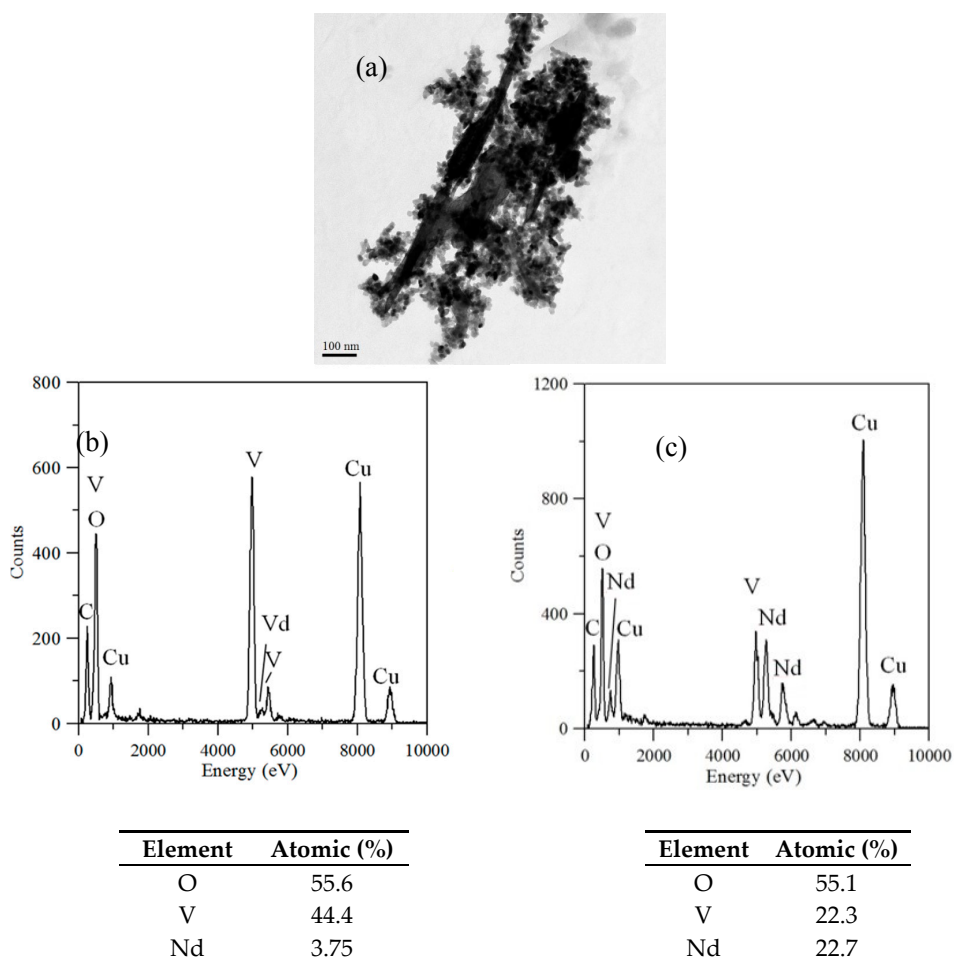 (a)
100 nm
(b)
800
600
400
200
0
Counts
0 2000 4000 6000 8000 10000
Energy (eV)
V
O
C
Cu
V
Vd
V
Cu
Cu
(c)
1200
800
400
0
Counts
0 2000 4000 6000 8000 10000
Energy (eV)
V
O
Nd
C
Cu
V
Nd
Nd
Cu
Cu
Element Atomic (%)
O 55.6
V 44.4
Nd 3.75
Element Atomic (%)
O 55.1
V 22.3
Nd 22.7